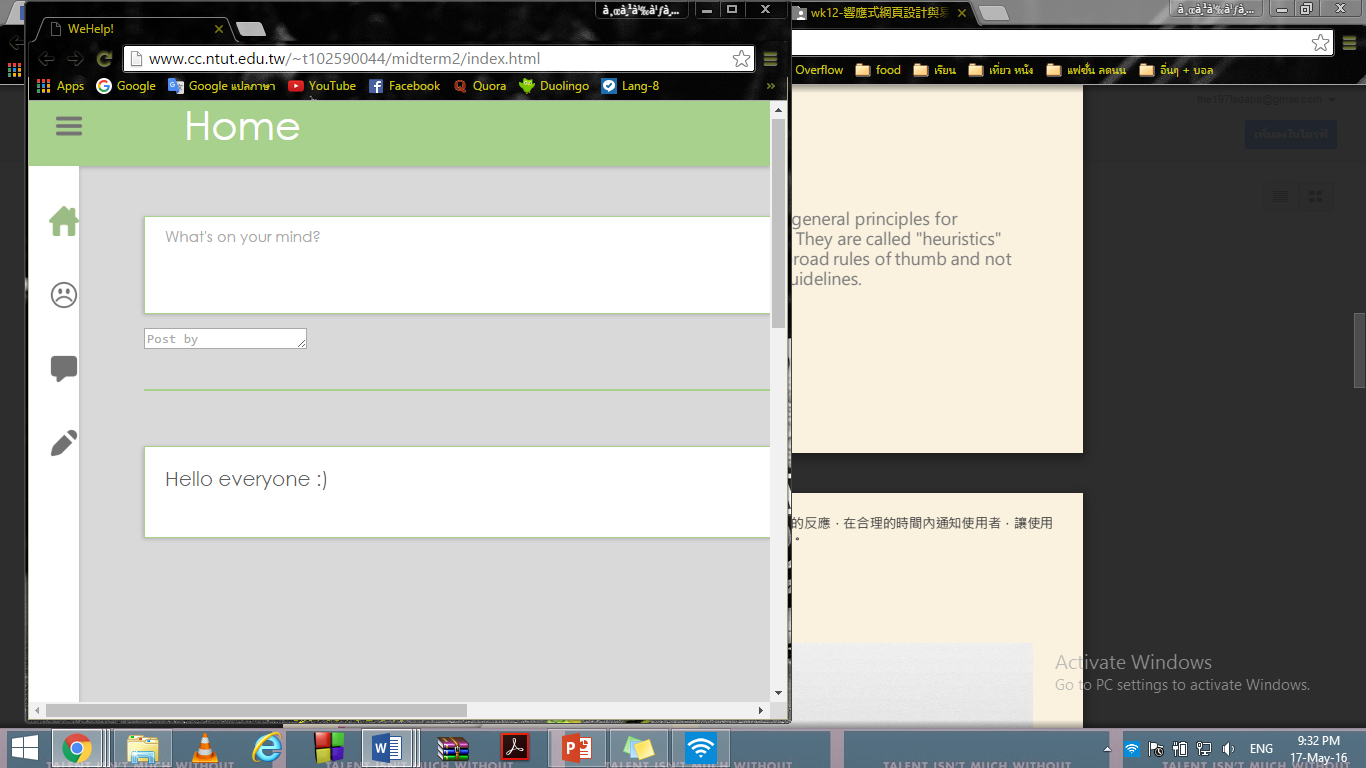 WeHelp!
www.cc.ntut.edu.tw/~t102590044/midterm2/index.html
Apps Google Google แปลภาษา YouTube Facebook Quora Duolingo Lang-8 »
Home
What's on your mind?
Post by
Hello everyone :)
wk12-響應式網頁設計與
Overflow food เรียน เที่ยว หนัง แฟชั่น ลดนน อื่นๆ + บอล
general principles for
They are called "heuristics"
road rules of thumb and not
uidelines.
的反應，在合理的時間內通知使用者，讓使用
。
Activate Windows
Go to PC settings to activate Windows.
ENG
9:32 PM
17-May-16
TALENT ISN'T MUCH WITHOUT